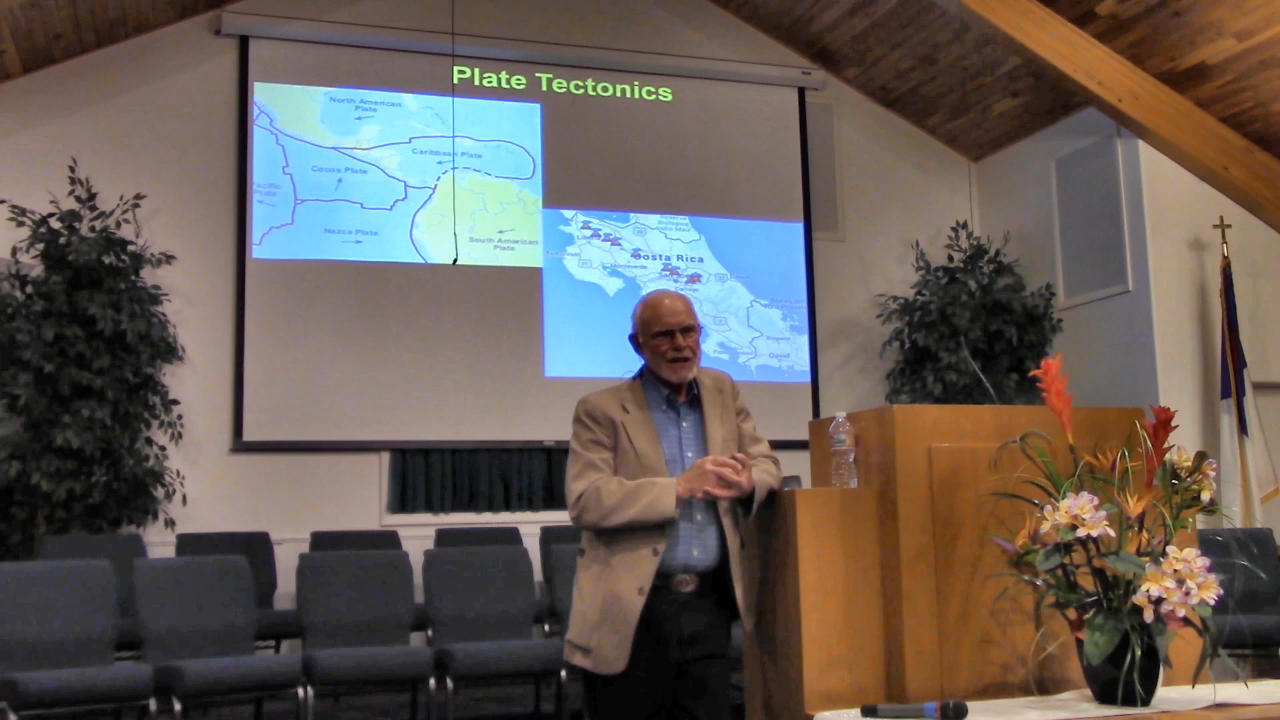 Plate Tectonics
North American
Plate
Caribbean Plate
Cocos Plate
Pacific
Plate
Nazca Plate
South American
Plate
Costa Rica
Cartago
David